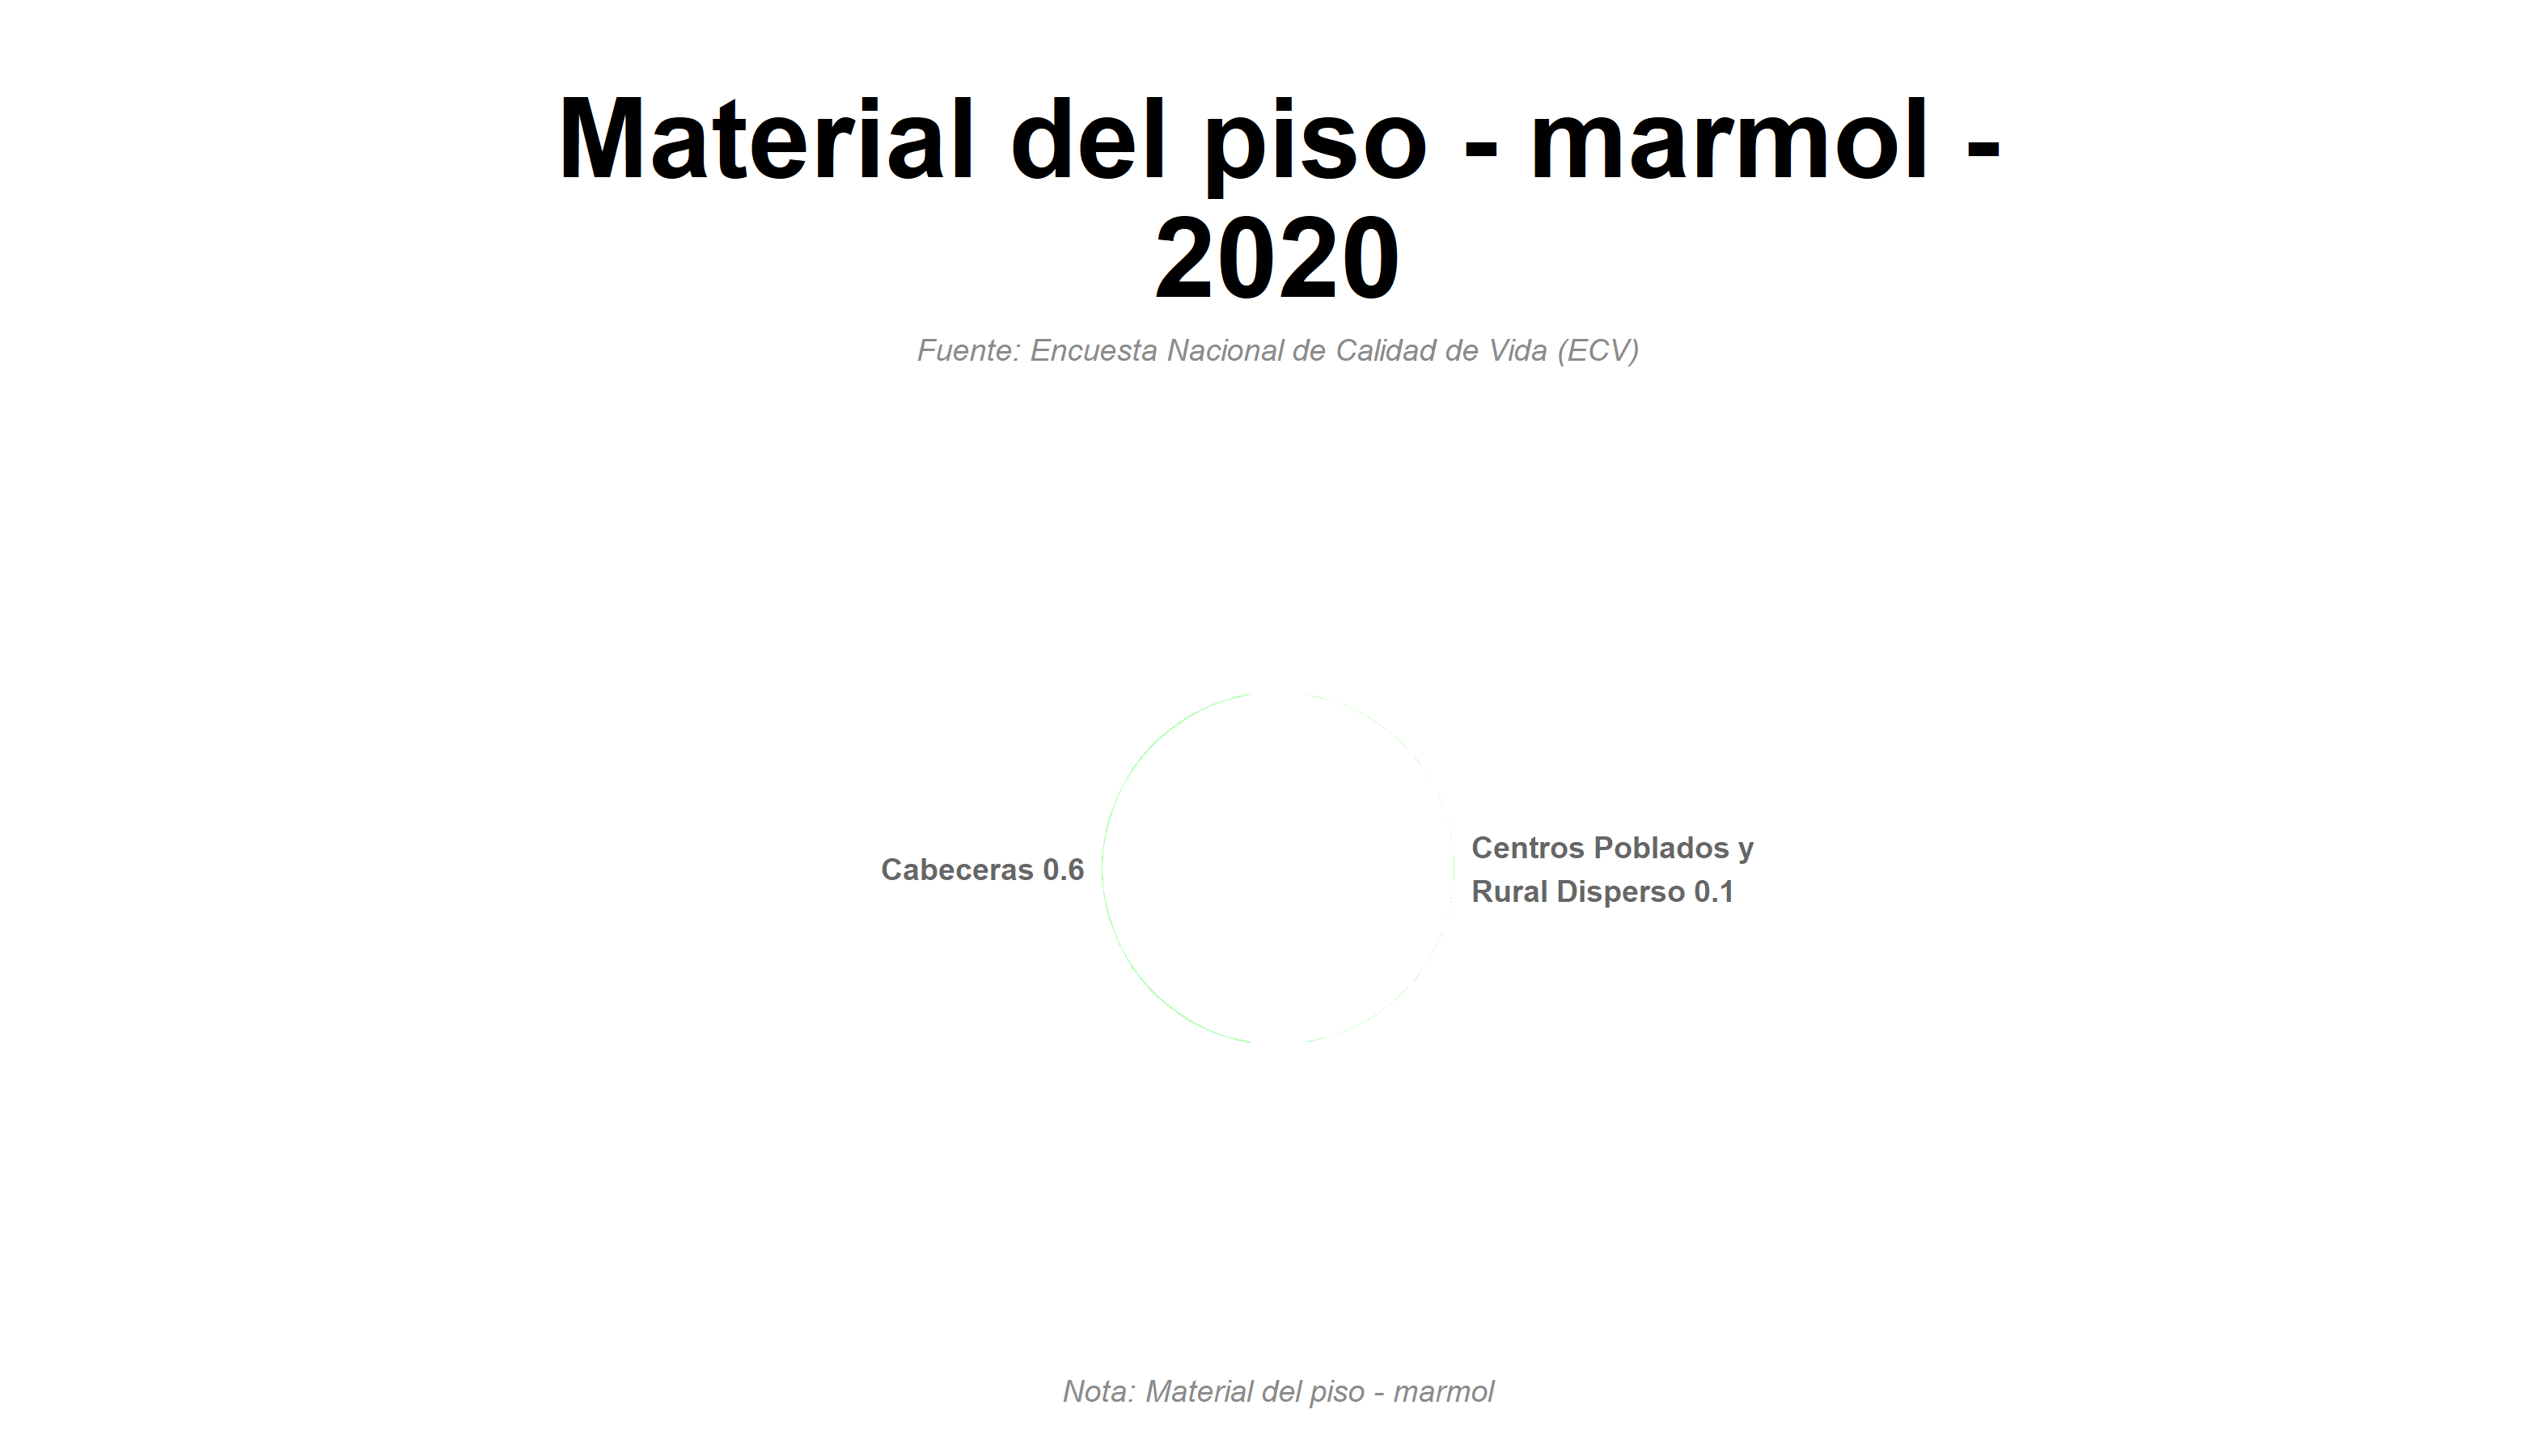 Material del piso - marmol -
2020
Fuente: Encuesta Nacional de Calidad de Vida (ECV)
Cabeceras 0.6
Centros Poblados y
Rural Disperso 0.1
Nota: Material del piso - marmol